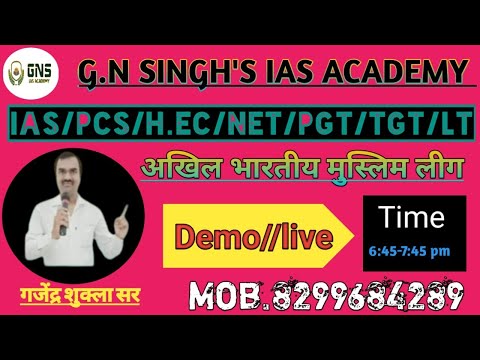 GNS
IAS ACADEMY
G.N SINGH'S IAS ACADEMY
IAS/PCS/H.EC/NET/PGT/TGT/LT
अखिल भारतीय मुस्लिम लीग
Demo//live
Time
6:45-7:45 pm
गजेंद्र शुक्ला सर
MOB.8299684289